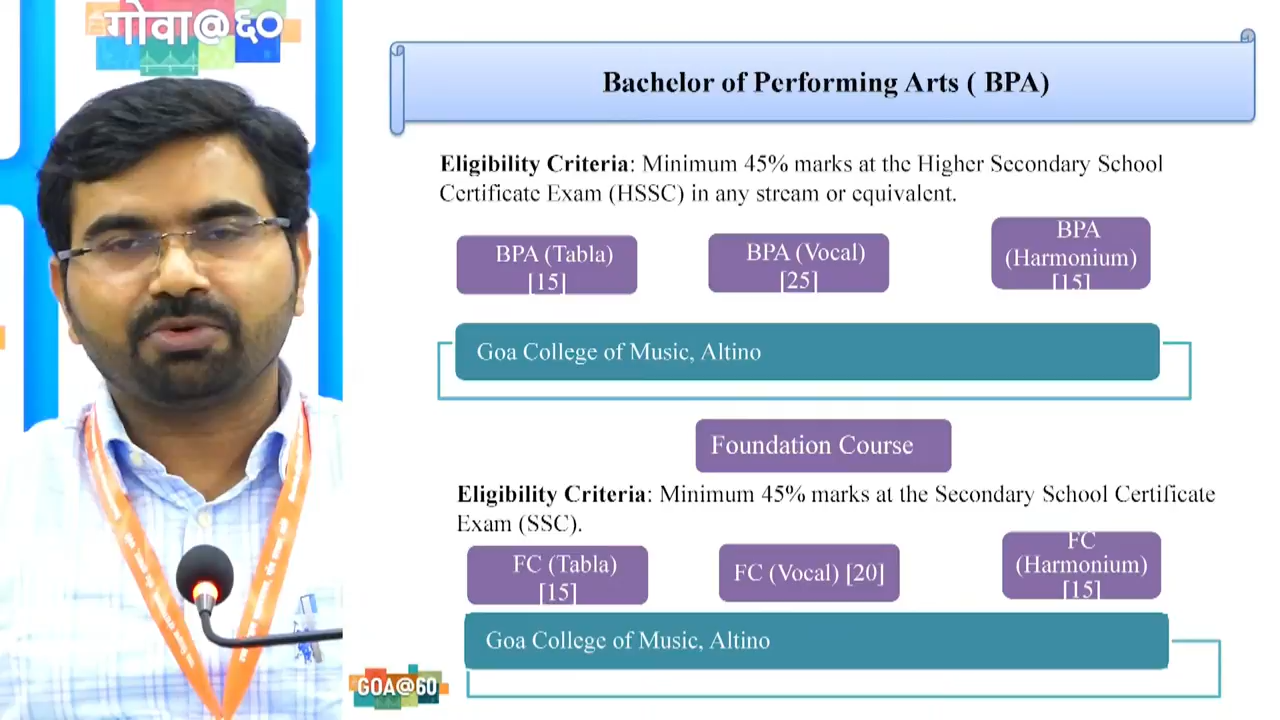 गोवा@६०
Bachelor of Performing Arts ( BPA)
Eligibility Criteria: Minimum 45% marks at the Higher Secondary School
Certificate Exam (HSSC) in any stream or equivalent.
BPA (Tabla)
[15]
BPA (Vocal)
[25]
BPA
(Harmonium)
[15]
Goa College of Music, Altino
Foundation Course
Eligibility Criteria: Minimum 45% marks at the Secondary School Certificate
Exam (SSC).
FC (Tabla)
[15]
FC (Vocal) [20]
FC
(Harmonium)
[15]
Goa College of Music, Altino
GOA@60